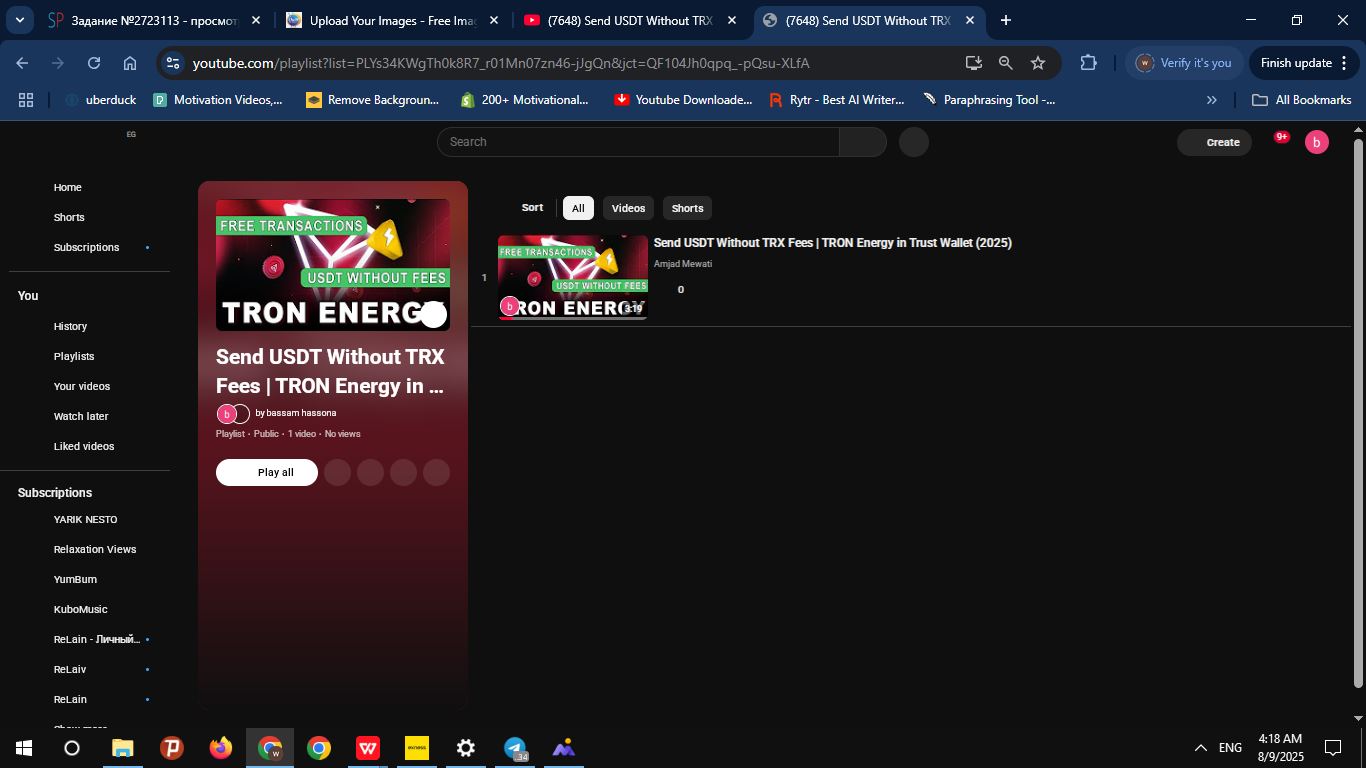 Задание №2723113 - просмотр
Upload Your Images - Free Imag
(7648) Send USDT Without TRX
(7648) Send USDT Without TRX
youtube.com/playlist?list=PLYs34KWgTh0k8R7_r01Mn07zn46-jJgQn&jct=QF104Jh0qpq_-pQsu-XLfA
Verify it's you
Finish update
uberduck
Motivation Videos,...
Remove Backgroun...
200+ Motivational...
Youtube Downloade...
Rytr - Best AI Writer...
Paraphrasing Tool -...
All Bookmarks
EG
Search
Create
9+
b
Home
Shorts
Subscriptions
You
History
Playlists
Your videos
Watch later
Liked videos
Subscriptions
YARIK NESTO
Relaxation Views
YumBum
KuboMusic
ReLain - Личный...
ReLaiv
ReLain
Show more
FREE TRANSACTIONS
USDT WITHOUT FEES
TRON ENERGY
Send USDT Without TRX
Fees | TRON Energy in ...
b
by bassam hassona
Playlist • Public • 1 video • No views
Play all
Sort
All
Videos
Shorts
1
FREE TRANSACTIONS
USDT WITHOUT FEES
b
TRON ENERGY
3:19
Send USDT Without TRX Fees | TRON Energy in Trust Wallet (2025)
Amjad Mewati
0
exness
34
ENG
4:18 AM
8/9/2025